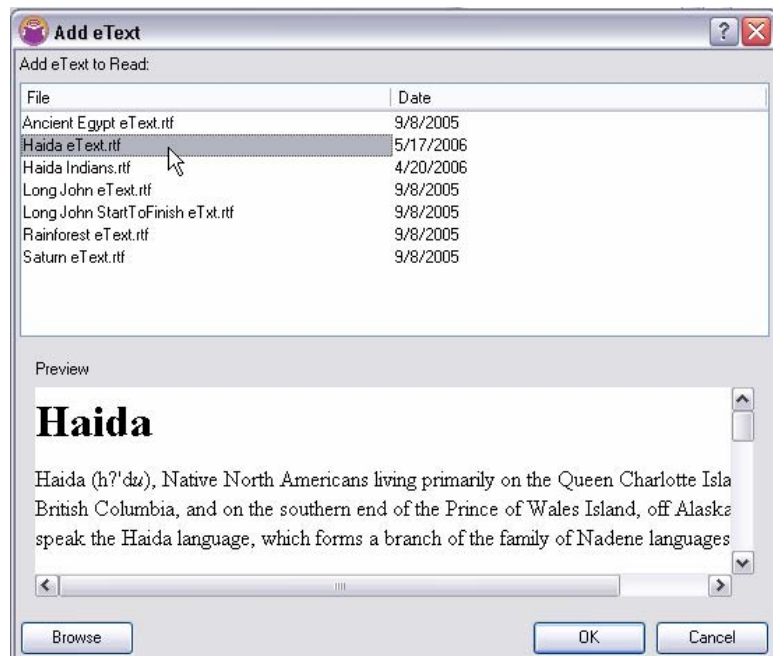 Add eText
Add eText to Read:
File Date
Ancient Egypt eText.rtf 9/8/2005
Haida eText.rtf 5/17/2006
Haida Indians.rtf 4/20/2006
Long John eText.rtf 9/8/2005
Long John StartToFinish eTxt.rtf 9/8/2005
Rainforest eText.rtf 9/8/2005
Saturn eText.rtf 9/8/2005
Preview
Haida
Haida (h?'du), Native North Americans living primarily on the Queen Charlotte Isla
British Columbia, and on the southern end of the Prince of Wales Island, off Alaska
speak the Haida language, which forms a branch of the family of Nadene languages
Browse OK Cancel